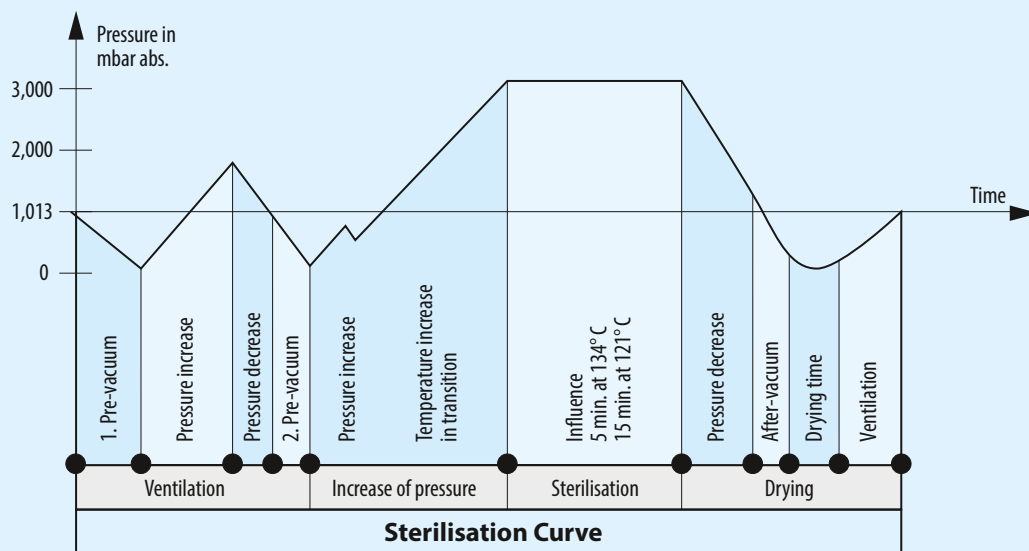 Pressure in
mbar abs.
3,000
2,000
1,013
0
Time
1. Pre-vacuum
Pressure increase
Pressure decrease
2. Pre-vacuum
Pressure increase
Temperature increase
in transition
Influence
5 min. at 134° C
15 min. at 121° C
Pressure decrease
After-vacuum
Drying time
Ventilation
Ventilation
Increase of pressure
Sterilisation
Drying
Sterilisation Curve